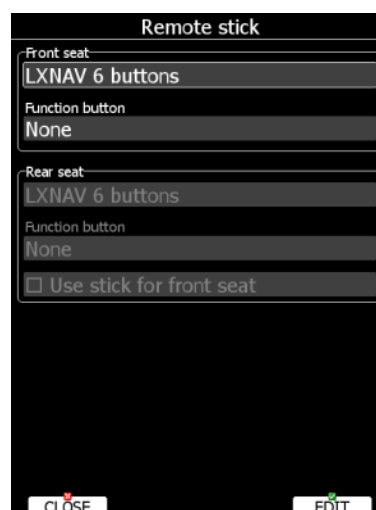 Remote stick
Front seat
LXNAV 6 buttons
Function button
None
Rear seat
LXNAV 6 buttons
Function button
None
Use stick for front seat
CLOSE EDIT